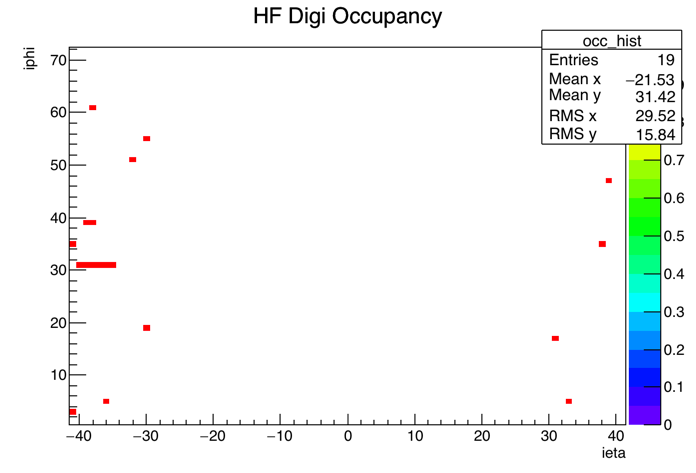 HF Digi Occupancy
iphi
occ_hist
Entries 19
Mean x −21.53
Mean y 31.42
RMS x 29.52
RMS y 15.84
70
60
50
40
30
20
10
0.7
0.6
0.5
0.4
0.3
0.2
0.1
0
−40 −30 −20 −10 0 10 20 30 40
ieta